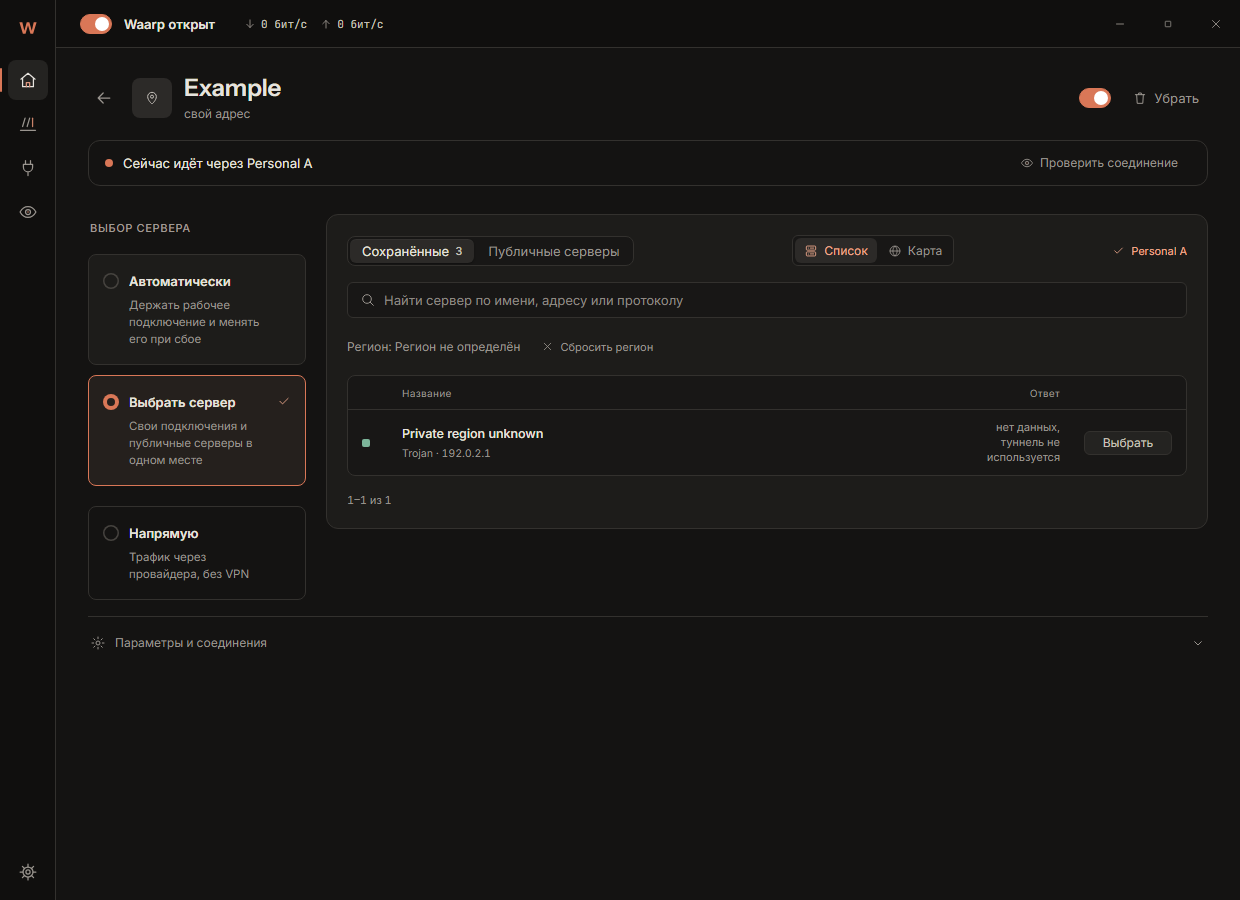 W
Waarp открыт
↓ 0 бит/с ↑ 0 бит/с
Example
свой адрес
Убрать
Сейчас идёт через Personal A
Проверить соединение
ВЫБОР СЕРВЕРА
Автоматически
Держать рабочее
подключение и менять
его при сбое
Выбрать сервер
Свои подключения и
публичные серверы в
одном месте
Напрямую
Трафик через
провайдера, без VPN
Сохранённые 3
Публичные серверы
Список
Карта
Personal A
Найти сервер по имени, адресу или протоколу
Регион: Регион не определён
Сбросить регион
Название
Ответ
Private region unknown
Trojan · 192.0.2.1
нет данных,
туннель не
используется
Выбрать
1–1 из 1
Параметры и соединения